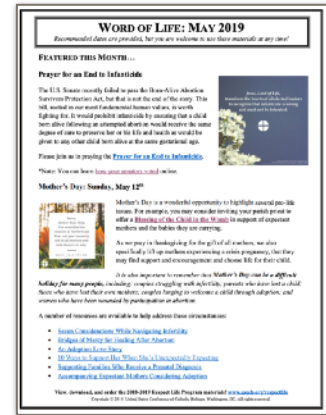 WORD OF LIFE: MAY 2019
Recommended dates are provided, but you are welcome to use these materials at any time!
FEATURED THIS MONTH…
Prayer for an End to Infanticide
The U.S. Senate recently failed to pass the Born-Alive Abortion
Survivors Protection Act, but that is not the end of the story. This
bill, rooted in our most fundamental human values, is worth
fighting for. It would prohibit infanticide by ensuring that a child
born alive following an attempted abortion would receive the same
degree of care to preserve her or his life and health as would be
given to any other child born alive at the same gestational age.
Please join us in praying the Prayer for an End to Infanticide.
*Note: You can learn how your senators voted online.
Mother's Day: Sunday, May 12th
Mother's Day is a wonderful opportunity to highlight several pro-life
issues. For example, you may consider inviting your parish priest to
offer a Blessing of the Child in the Womb in support of expectant
mothers and the babies they are carrying.
As we pray in thanksgiving for the gift of all mothers, we also
specifically lift up mothers experiencing a crisis pregnancy, that they
may find support and encouragement and choose life for their child.
It is also important to remember that Mother's Day can be a difficult
holiday for many people, including: couples struggling with infertility; parents who have lost a child;
those who have lost their own mothers; couples hoping to welcome a child through adoption; and
women who have been wounded by participation in abortion.
A number of resources are available to help address these circumstances:
• Seven Considerations While Navigating Infertility
• Bridges of Mercy for Healing After Abortion
• An Adoption Love Story
• 10 Ways to Support Her When She's Unexpectedly Expecting
• Supporting Families Who Receive a Prenatal Diagnosis
• Accompanying Expectant Mothers Considering Adoption
View, download, and order the 2018-2019 Respect Life Program materials! www.usccb.org/respectlife
Copyright © 2019, United States Conference of Catholic Bishops, Washington, DC. All rights reserved.